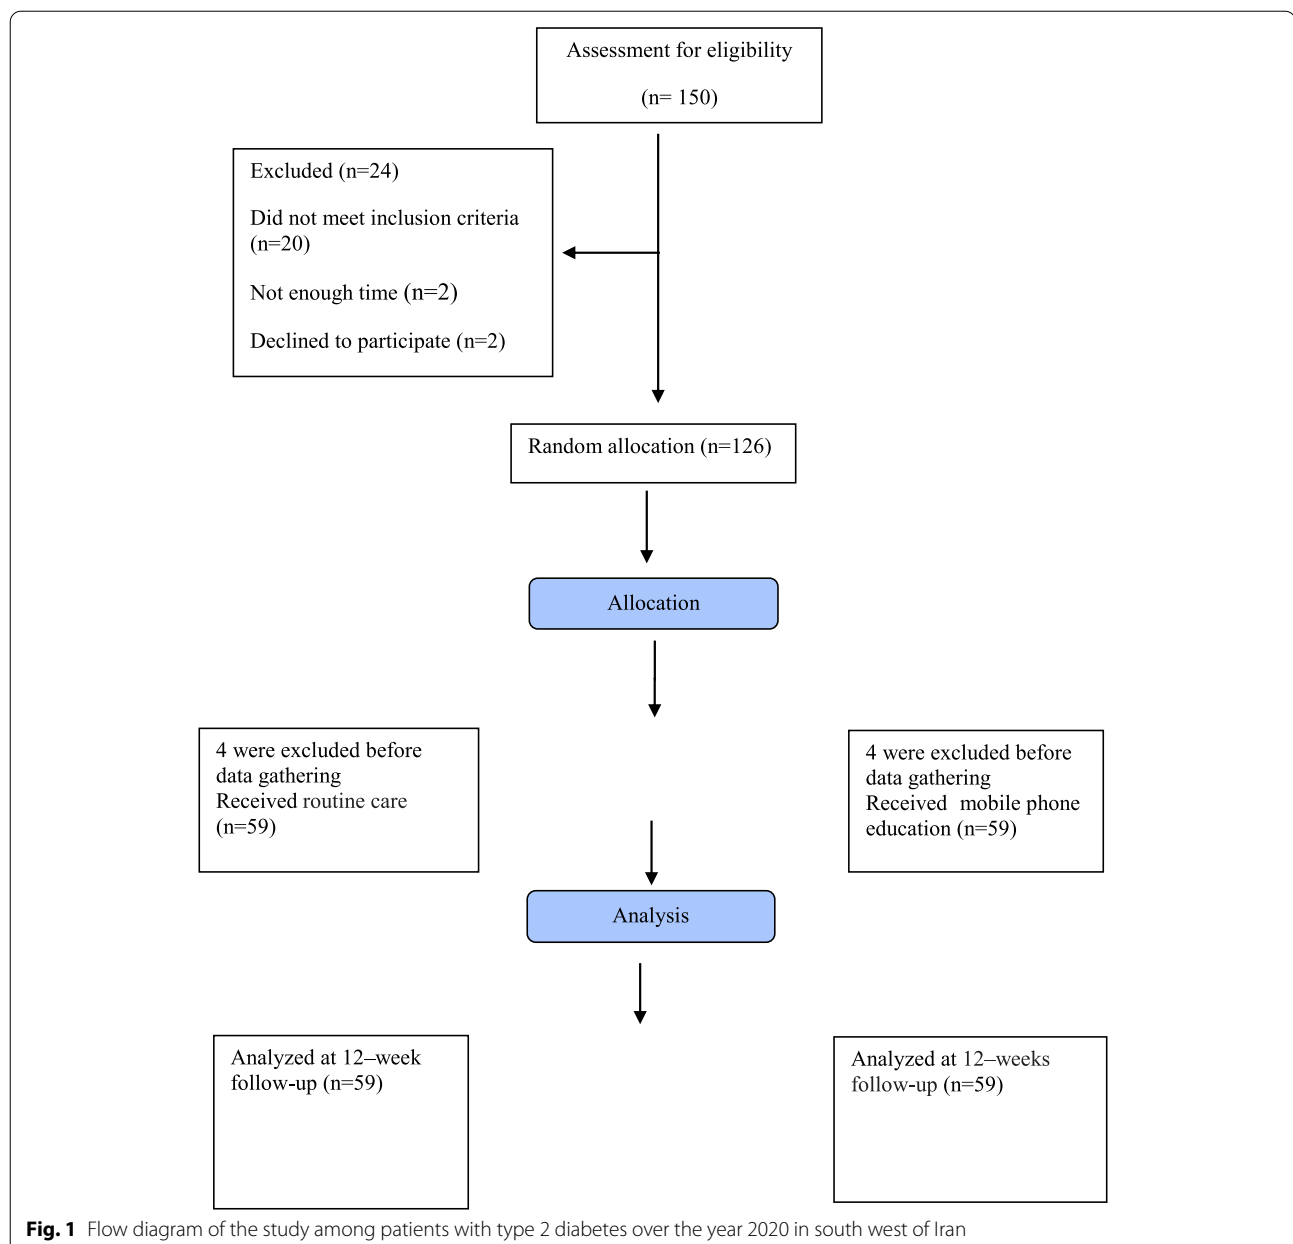 Assessment for eligibility
(n= 150)
Excluded (n=24)
Did not meet inclusion criteria
(n=20)
Not enough time (n=2)
Declined to participate (n=2)
Random allocation (n=126)
Allocation
4 were excluded before
data gathering
Received routine care
(n=59)
4 were excluded before
data gathering
Received mobile phone
education (n=59)
Analysis
Analyzed at 12–week
follow-up (n=59)
Analyzed at 12–weeks
follow-up (n=59)
Fig. 1 Flow diagram of the study among patients with type 2 diabetes over the year 2020 in south west of Iran